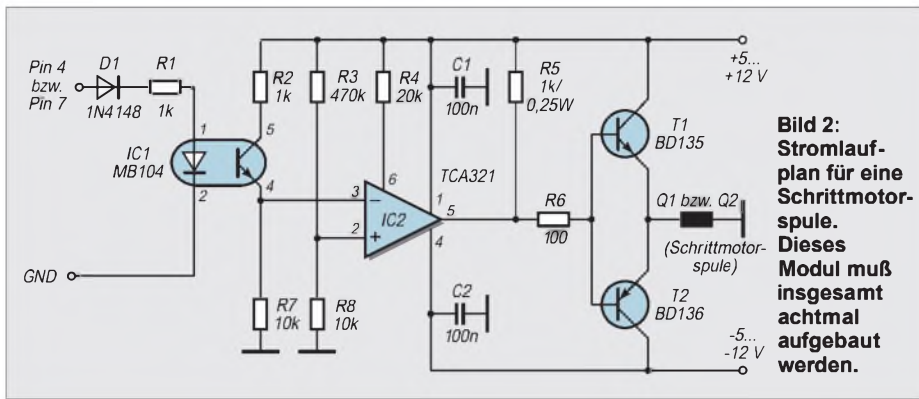 Pin 4
bzw.
Pin 7
D1
1N4148
R1
1k
IC1
MB104
1
2
5
4
GND
R2
1k
R3
470k
R4
20k
C1
100n
R5
1k/
0,25W
TCA321
3
2
6
1
5
4
IC2
R6
100
R7
10k
R8
10k
C2
100n
T1
BD135
Q1 bzw. Q2
(Schrittmotor-
spule)
T2
BD136
+5...
+12 V
-5...
-12 V
Bild 2:
Stromlauf-
plan für eine
Schrittmotor-
spule.
Dieses
Modul muß
insgesamt
achtmal
aufgebaut
werden.